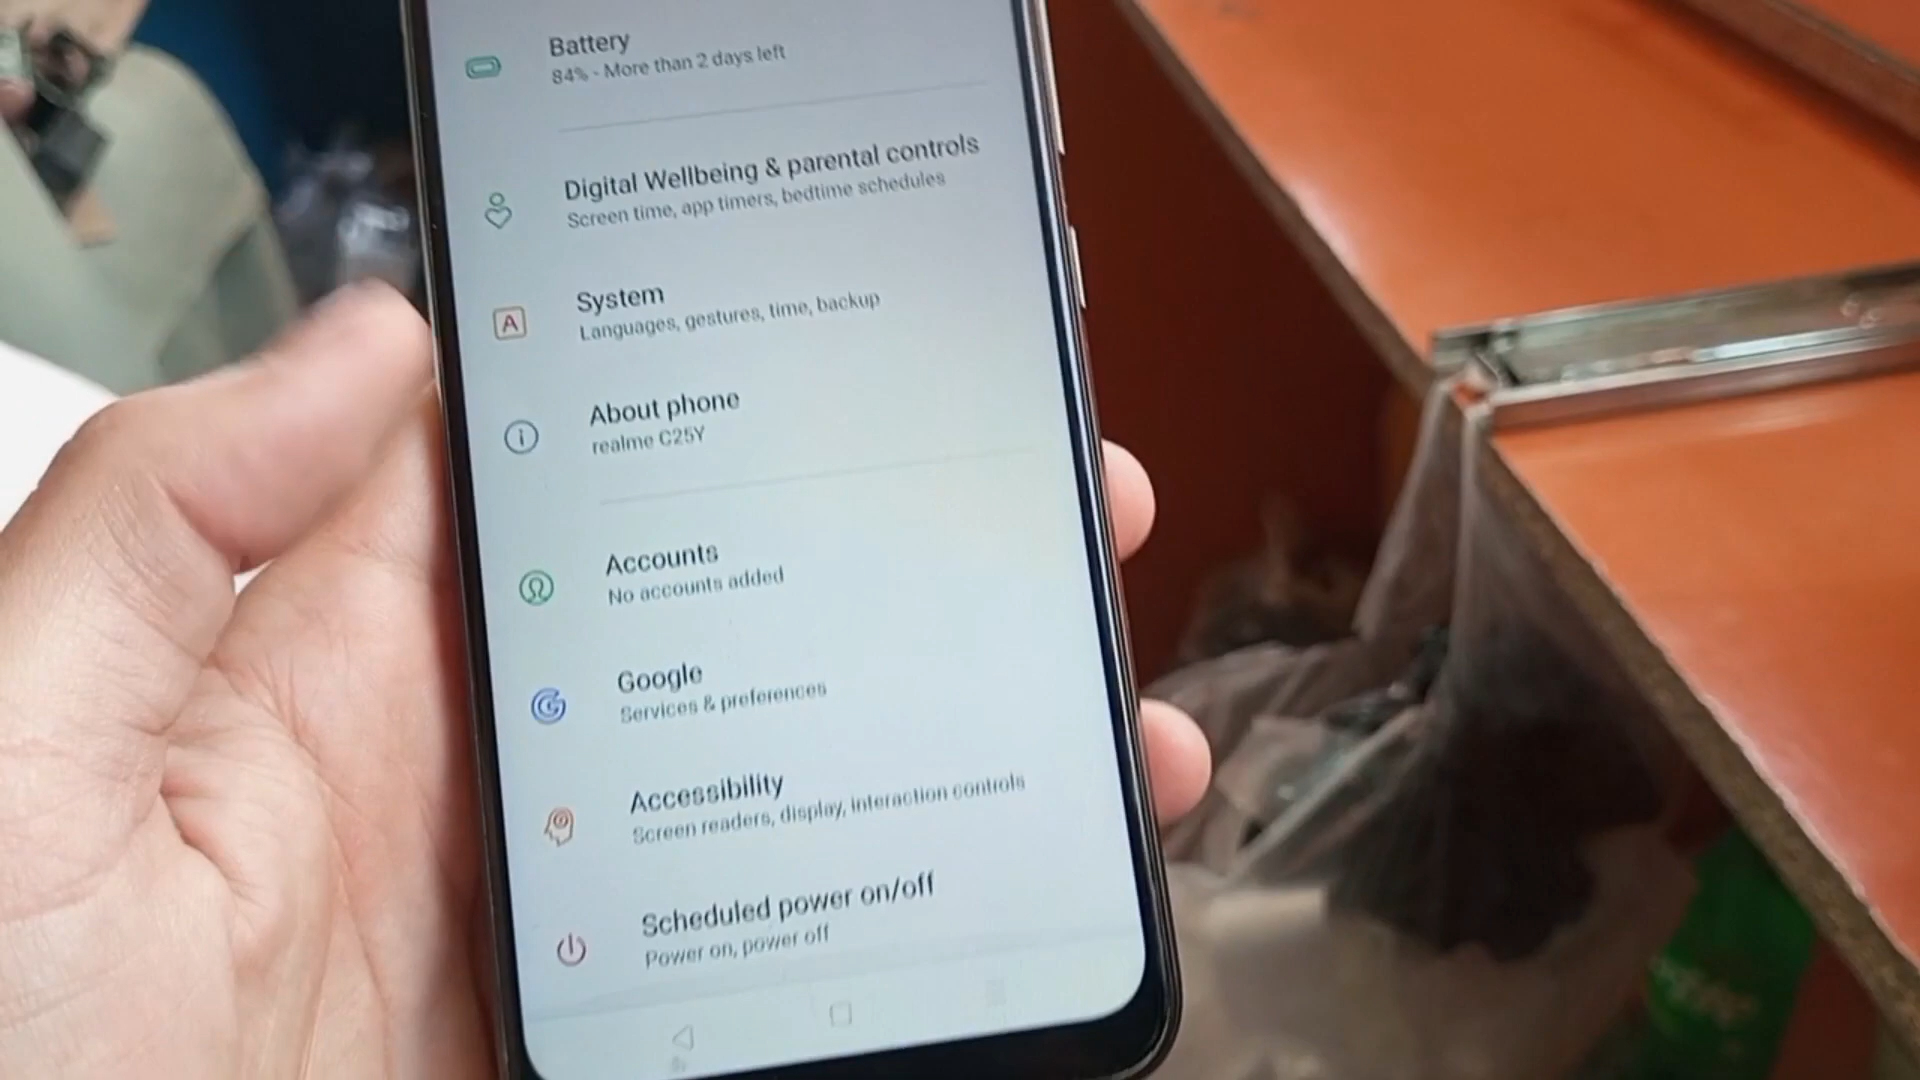 Battery
84% - More than 2 days left
Digital Wellbeing & parental controls
Screen time, app timers, bedtime schedules
A
System
Languages, gestures, time, backup
About phone
realme C25Y
Accounts
No accounts added
Google
Services & preferences
Accessibility
Screen readers, display, interaction controls
Scheduled power on/off
Power on, power off